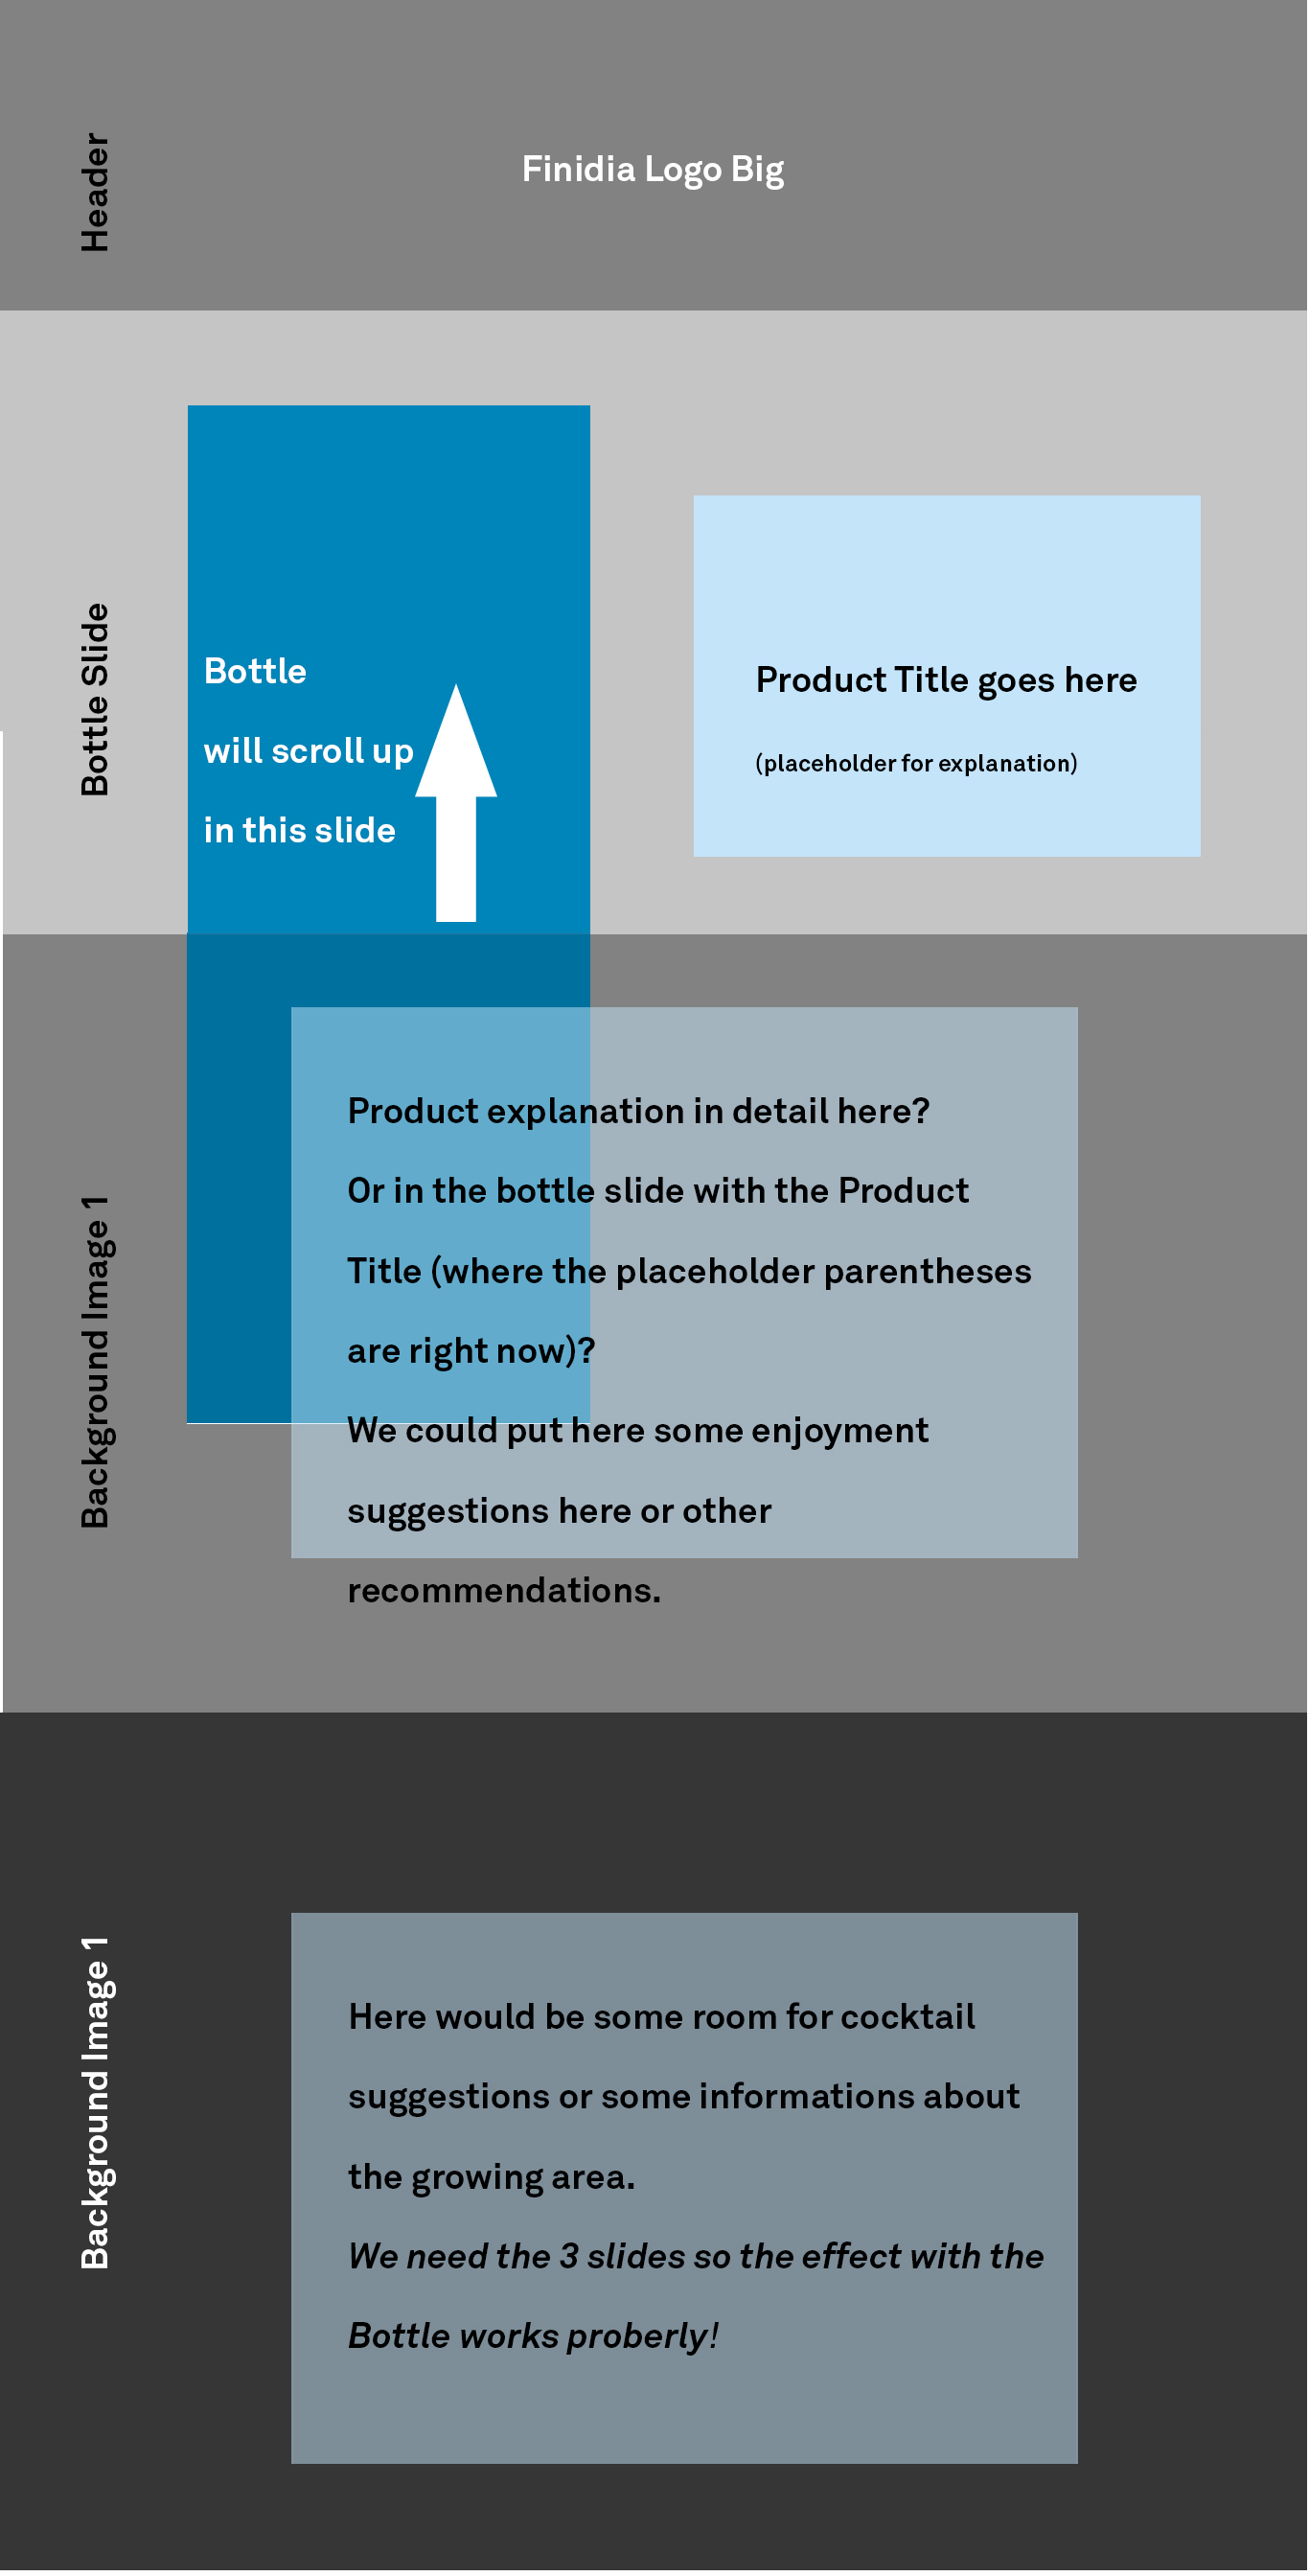 Header
Finidia Logo Big
Bottle Slide
Bottle
will scroll up
in this slide
Product Title goes here
(placeholder for explanation)
Background Image 1
Product explanation in detail here?
Or in the bottle slide with the Product
Title (where the placeholder parentheses
are right now)?
We could put here some enjoyment
suggestions here or other
recommendations.
Background Image 1
Here would be some room for cocktail
suggestions or some informations about
the growing area.
We need the 3 slides so the effect with the
Bottle works proberly!